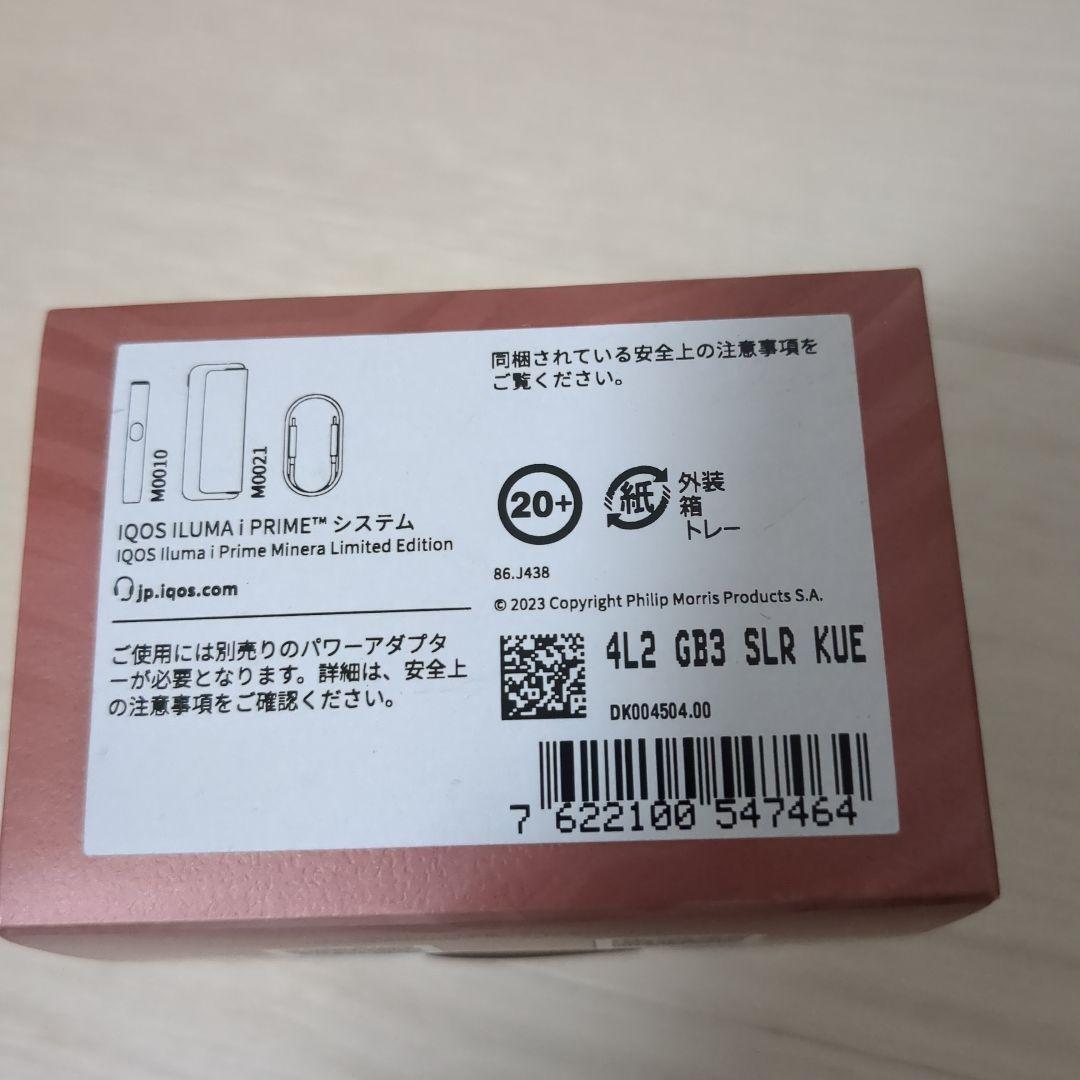 M0010
M0021
IQOS ILUMA i PRIME™ システム
IQOS Iluma i Prime Minera Limited Edition
jp.iqos.com
ご使用には別売りのパワーアダプタ
ーが必要となります。詳細は、安全上
の注意事項をご確認ください。
同梱されている安全上の注意事項を
ご覧ください。
20+
紙
外装
箱
トレー
86.J438
© 2023 Copyright Philip Morris Products S.A.
4L2 GB3 SLR KUE
DK004504.00
7 622100 547464